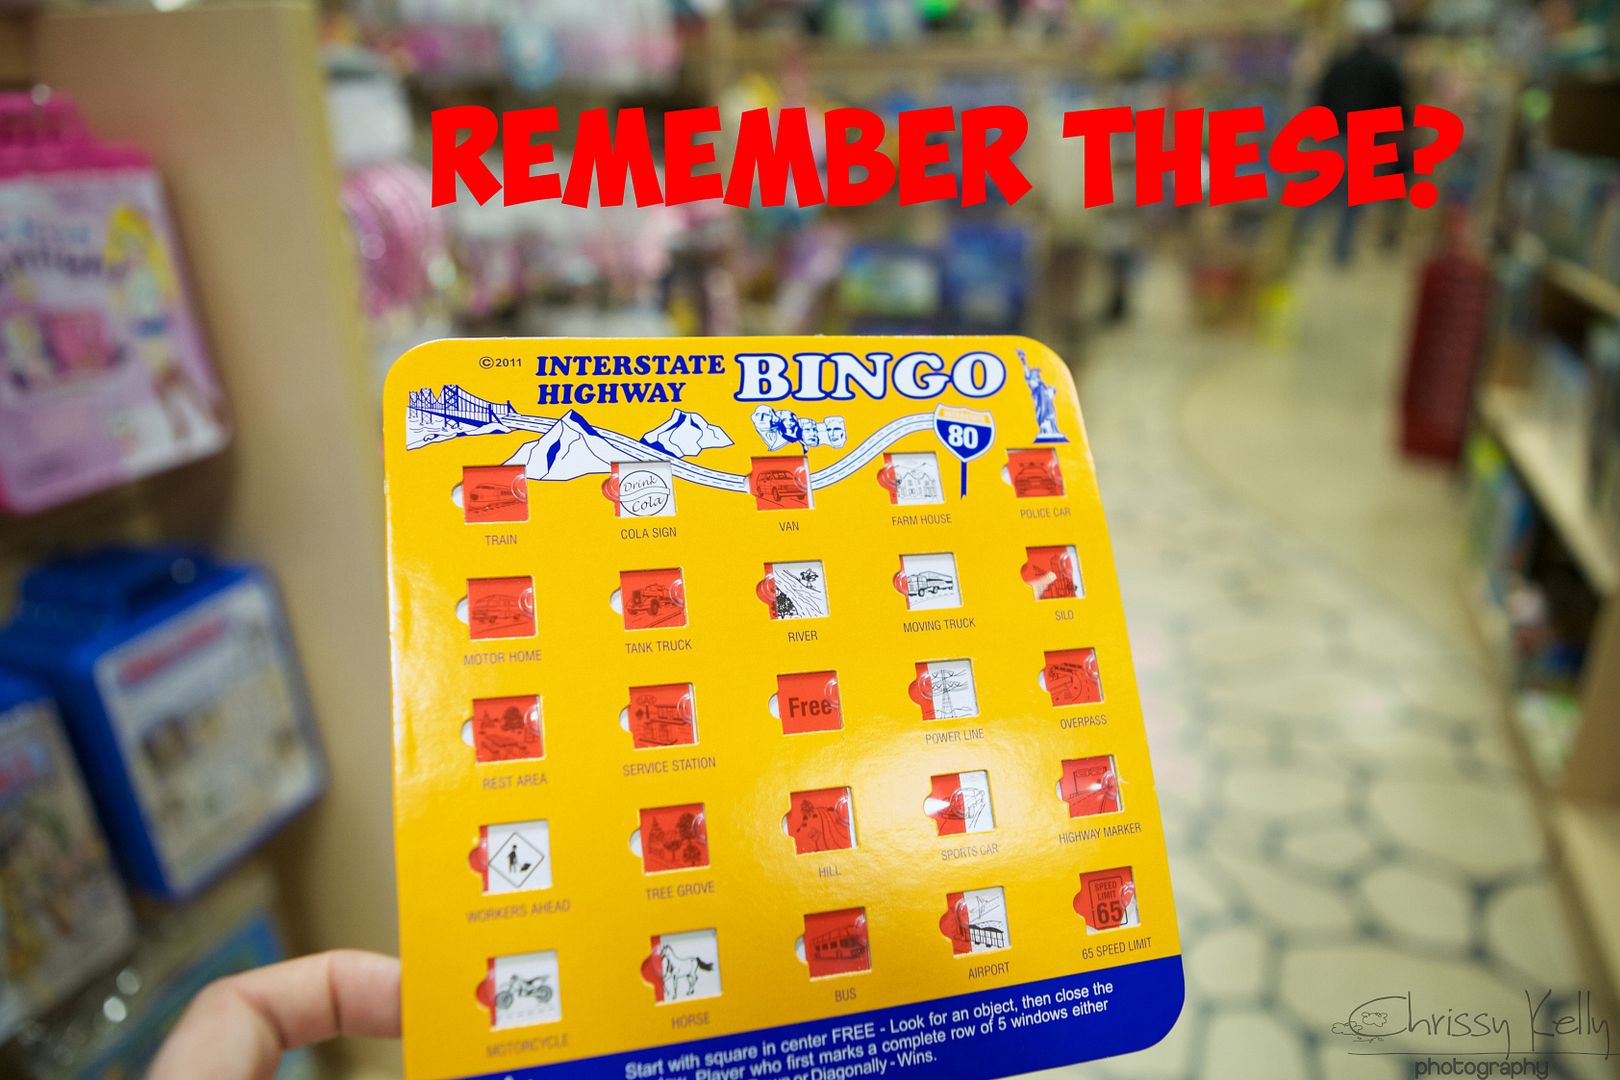 REMEMBER THESE?
©2011 INTERSTATE HIGHWAY BINGO
80
Drink Cola
TRAIN COLA SIGN VAN FARM HOUSE POLICE CAR
MOTOR HOME TANK TRUCK RIVER MOVING TRUCK SILO
Free
REST AREA SERVICE STATION POWER LINE OVERPASS
WORKERS AHEAD TREE GROVE HILL SPORTS CAR HIGHWAY MARKER
SPEED LIMIT 65
MOTORCYCLE HORSE BUS AIRPORT 65 SPEED LIMIT
Start with square in center FREE - Look for an object, then close the
Player who first marks a complete row of 5 windows either
or Diagonally - Wins.
Chrissy Kelly
photography